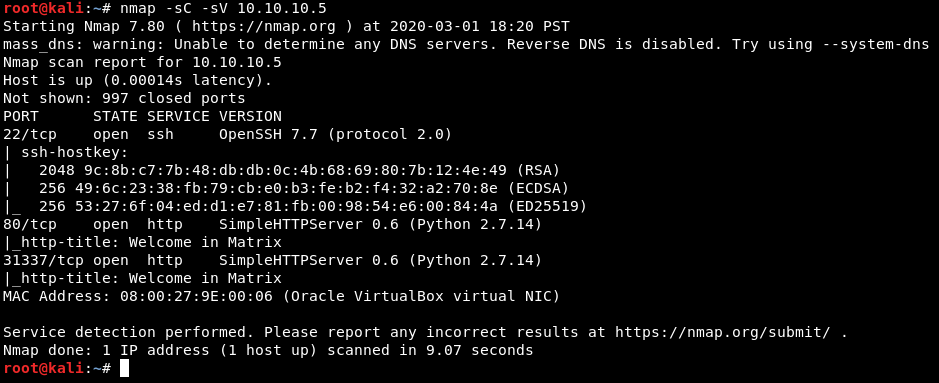 root@kali:~# nmap -sC -sV 10.10.10.5
Starting Nmap 7.80 ( https://nmap.org ) at 2020-03-01 18:20 PST
mass_dns: warning: Unable to determine any DNS servers. Reverse DNS is disabled. Try using --system-dns
Nmap scan report for 10.10.10.5
Host is up (0.00014s latency).
Not shown: 997 closed ports
PORT      STATE SERVICE VERSION
22/tcp    open  ssh     OpenSSH 7.7 (protocol 2.0)
| ssh-hostkey:
|   2048 9c:8b:c7:7b:48:db:db:0c:4b:68:69:80:7b:12:4e:49 (RSA)
|   256 49:6c:23:38:fb:79:cb:e0:b3:fe:b2:f4:32:a2:70:8e (ECDSA)
|_  256 53:27:6f:04:ed:d1:e7:81:fb:00:98:54:e6:00:84:4a (ED25519)
80/tcp    open  http    SimpleHTTPServer 0.6 (Python 2.7.14)
|_http-title: Welcome in Matrix
31337/tcp open  http    SimpleHTTPServer 0.6 (Python 2.7.14)
|_http-title: Welcome in Matrix
MAC Address: 08:00:27:9E:00:06 (Oracle VirtualBox virtual NIC)

Service detection performed. Please report any incorrect results at https://nmap.org/submit/ .
Nmap done: 1 IP address (1 host up) scanned in 9.07 seconds
root@kali:~#